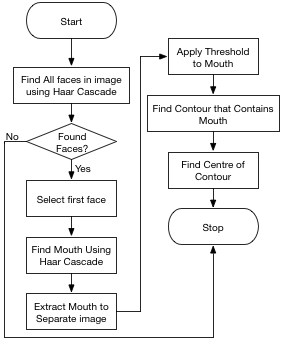 Start
Find All faces in image
using Haar Cascade
No
Found
Faces?
Yes
Select first face
Find Mouth Using
Haar Cascade
Extract Mouth to
Separate image
Apply Threshold
to Mouth
Find Contour that Contains
Mouth
Find Centre of
Contour
Stop